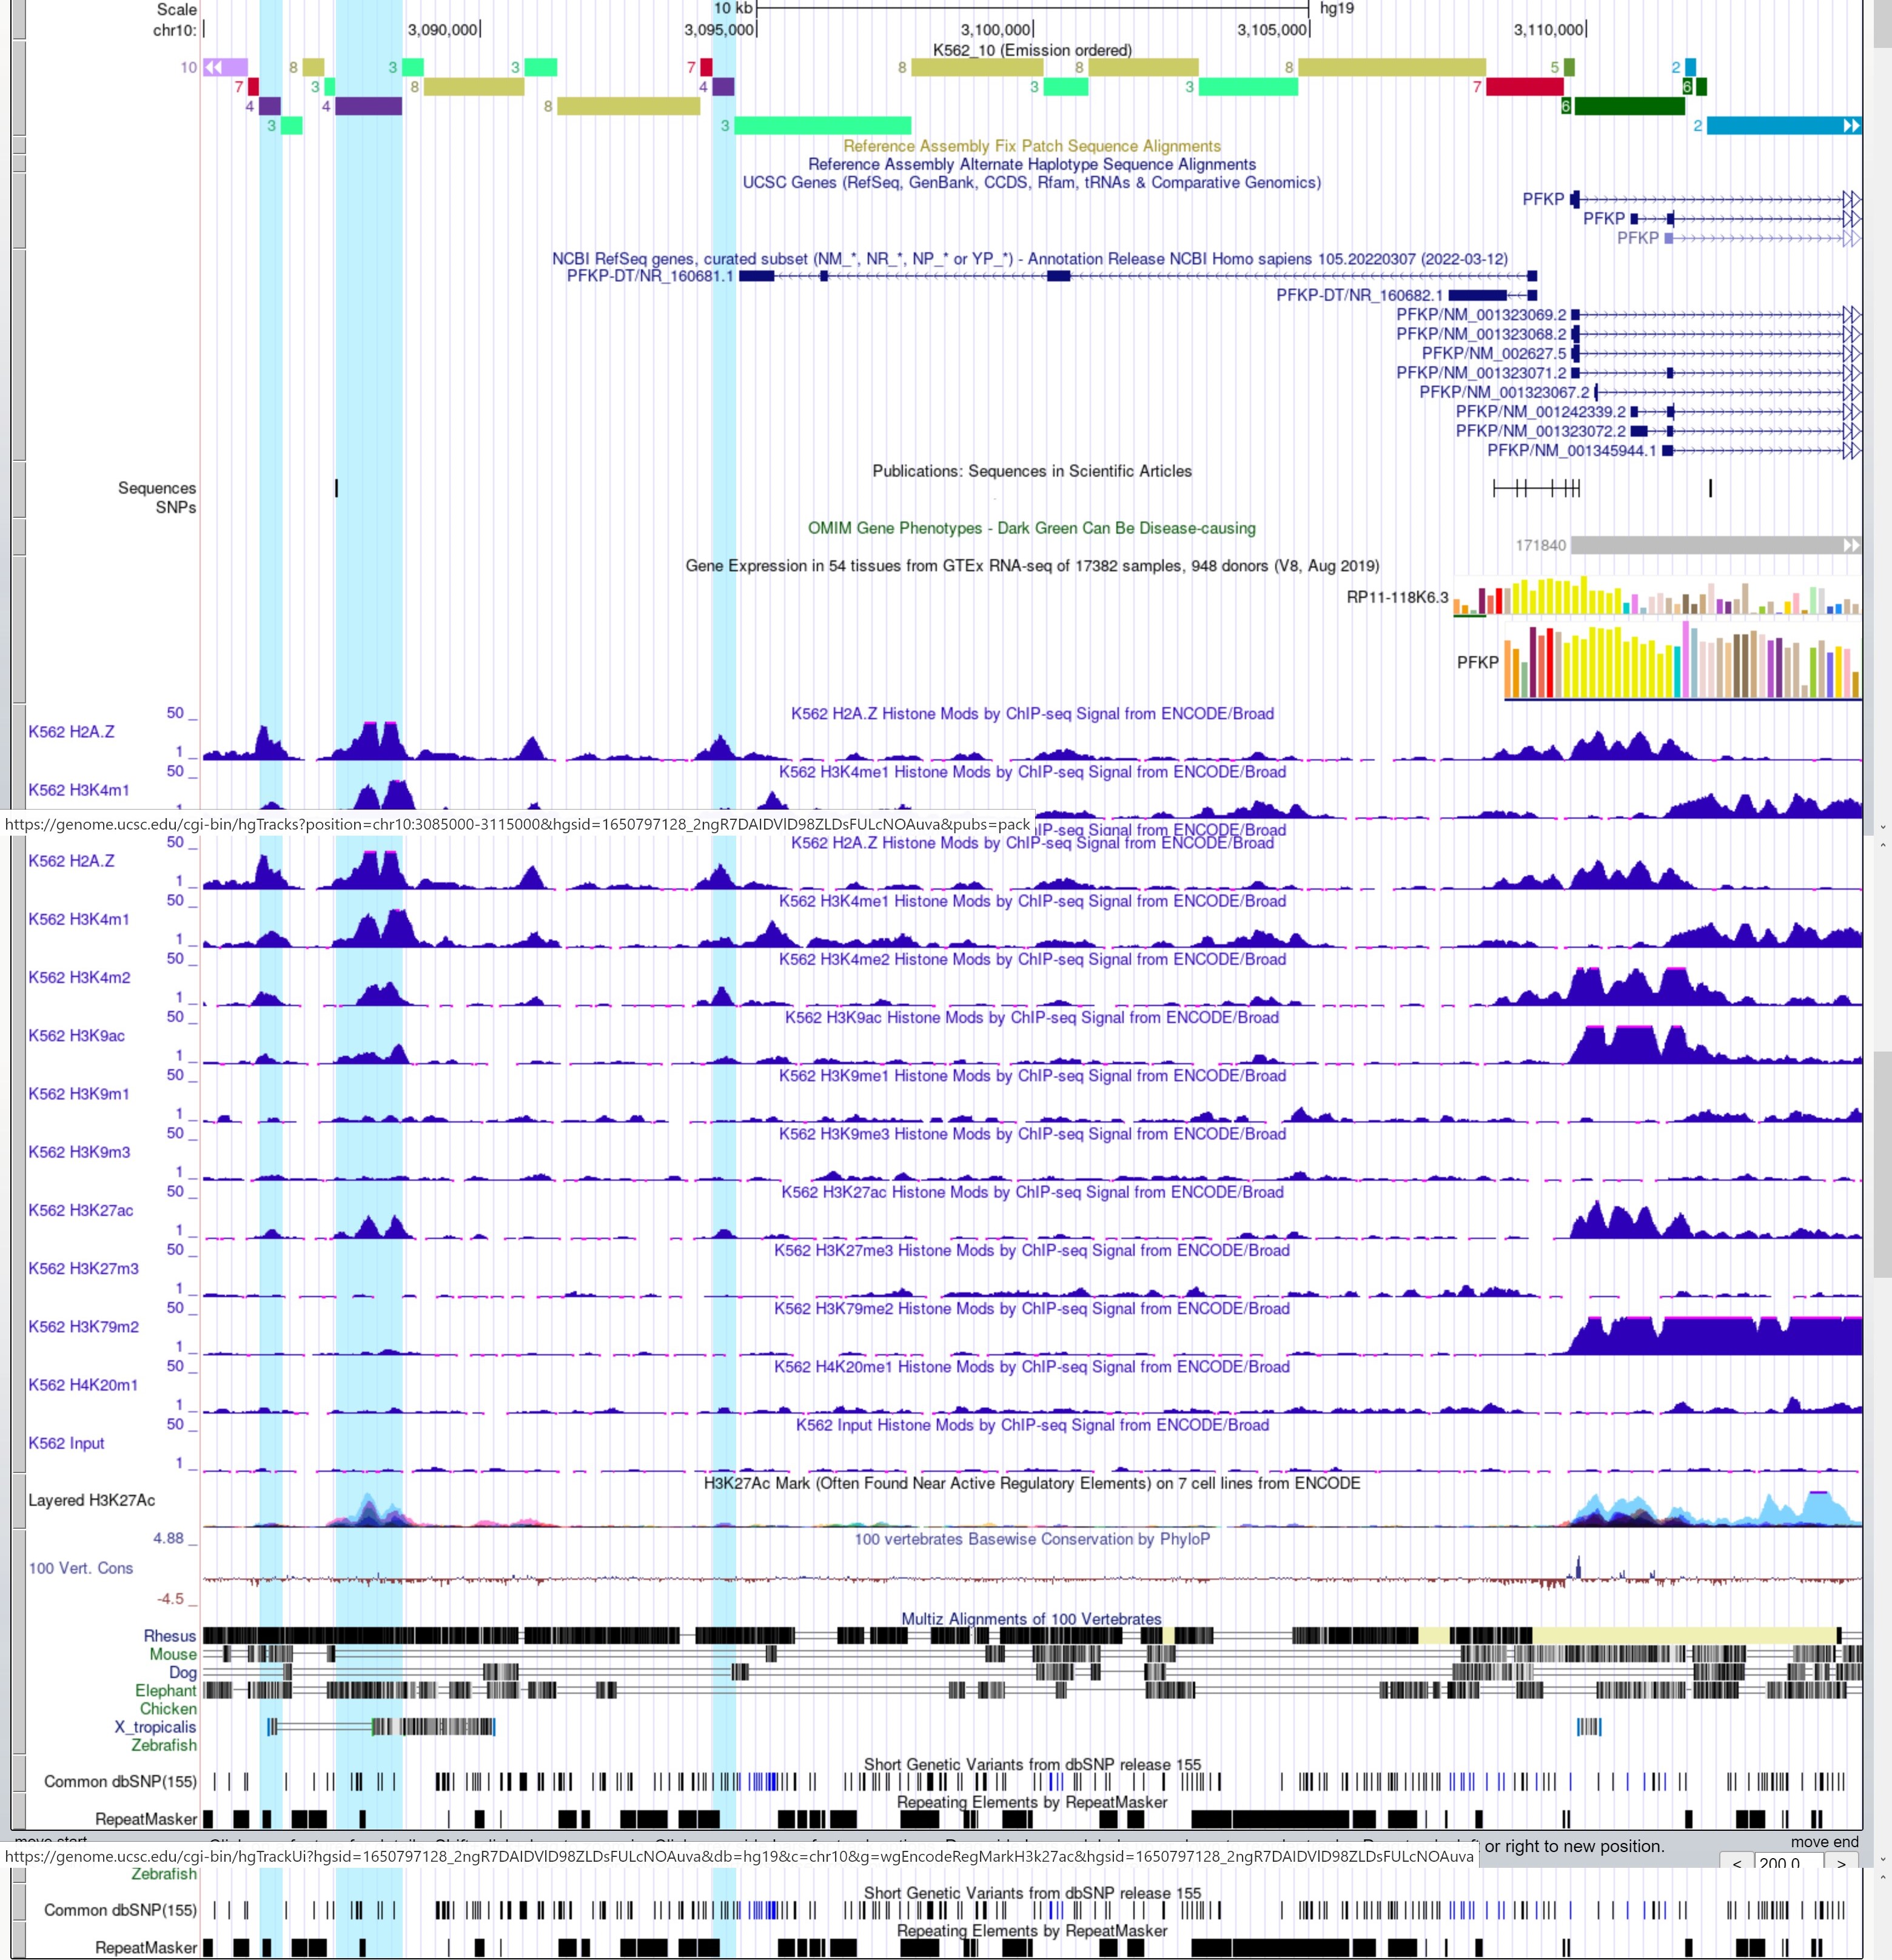 Scale 10 kb hg19
chr10: 3,090,000 3,095,000 3,100,000 3,105,000 3,110,000
K562_10 (Emission ordered)
10 8 3 3 7 8 8 8 5 2
7 3 8 4 3 3 7 6
4 4 8 6
3 3 2
Reference Assembly Fix Patch Sequence Alignments
Reference Assembly Alternate Haplotype Sequence Alignments
UCSC Genes (RefSeq, GenBank, CCDS, Rfam, tRNAs & Comparative Genomics)
PFKP
PFKP
PFKP
NCBI RefSeq genes, curated subset (NM_*, NR_*, NP_* or YP_*) - Annotation Release NCBI Homo sapiens 105.20220307 (2022-03-12)
PFKP-DT/NR_160681.1
PFKP-DT/NR_160682.1
PFKP/NM_001323069.2
PFKP/NM_001323068.2
PFKP/NM_002627.5
PFKP/NM_001323071.2
PFKP/NM_001323067.2
PFKP/NM_001242339.2
PFKP/NM_001323072.2
PFKP/NM_001345944.1
Publications: Sequences in Scientific Articles
Sequences
SNPs
OMIM Gene Phenotypes - Dark Green Can Be Disease-causing
171840
Gene Expression in 54 tissues from GTEx RNA-seq of 17382 samples, 948 donors (V8, Aug 2019)
RP11-118K6.3
PFKP
50 _ K562 H2A.Z Histone Mods by ChIP-seq Signal from ENCODE/Broad
K562 H2A.Z
1 _
50 _ K562 H3K4me1 Histone Mods by ChIP-seq Signal from ENCODE/Broad
K562 H3K4m1
1
https://genome.ucsc.edu/cgi-bin/hgTracks?position=chr10:3085000-3115000&hgsid=1650797128_2ngR7DAIDVID98ZLDsFULcNOAuva&pubs=pack
IP-seq Signal from ENCODE/Broad
50 _ K562 H2A.Z Histone Mods by ChIP-seq Signal from ENCODE/Broad
K562 H2A.Z
1 _
50 _ K562 H3K4me1 Histone Mods by ChIP-seq Signal from ENCODE/Broad
K562 H3K4m1
1 _
50 _ K562 H3K4me2 Histone Mods by ChIP-seq Signal from ENCODE/Broad
K562 H3K4m2
1 _
50 _ K562 H3K9ac Histone Mods by ChIP-seq Signal from ENCODE/Broad
K562 H3K9ac
1 _
50 _ K562 H3K9me1 Histone Mods by ChIP-seq Signal from ENCODE/Broad
K562 H3K9m1
1 _
50 _ K562 H3K9me3 Histone Mods by ChIP-seq Signal from ENCODE/Broad
K562 H3K9m3
1 _
50 _ K562 H3K27ac Histone Mods by ChIP-seq Signal from ENCODE/Broad
K562 H3K27ac
1 _
50 _ K562 H3K27me3 Histone Mods by ChIP-seq Signal from ENCODE/Broad
K562 H3K27m3
1 _
50 _ K562 H3K79me2 Histone Mods by ChIP-seq Signal from ENCODE/Broad
K562 H3K79m2
1 _
50 _ K562 H4K20me1 Histone Mods by ChIP-seq Signal from ENCODE/Broad
K562 H4K20m1
1 _
50 _ K562 Input Histone Mods by ChIP-seq Signal from ENCODE/Broad
K562 Input
1 _
H3K27Ac Mark (Often Found Near Active Regulatory Elements) on 7 cell lines from ENCODE
Layered H3K27Ac
4.88 _ 100 vertebrates Basewise Conservation by PhyloP
100 Vert. Cons
-4.5 _
Multiz Alignments of 100 Vertebrates
Rhesus
Mouse
Dog
Elephant
Chicken
X_tropicalis
Zebrafish
Short Genetic Variants from dbSNP release 155
Common dbSNP(155)
Repeating Elements by RepeatMasker
RepeatMasker
move start or right to new position. move end
https://genome.ucsc.edu/cgi-bin/hgTrackUi?hgsid=1650797128_2ngR7DAIDVID98ZLDsFULcNOAuva&db=hg19&c=chr10&g=wgEncodeRegMarkH3k27ac&hgsid=1650797128_2ngR7DAIDVID98ZLDsFULcNOAuva
< 200.0 >
Zebrafish
Short Genetic Variants from dbSNP release 155
Common dbSNP(155)
Repeating Elements by RepeatMasker
RepeatMasker